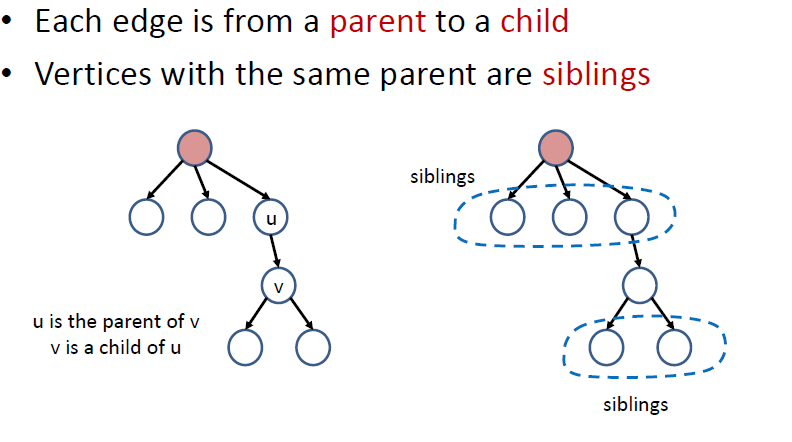 • Each edge is from a parent to a child
• Vertices with the same parent are siblings
siblings
u
v
u is the parent of v
v is a child of u
siblings